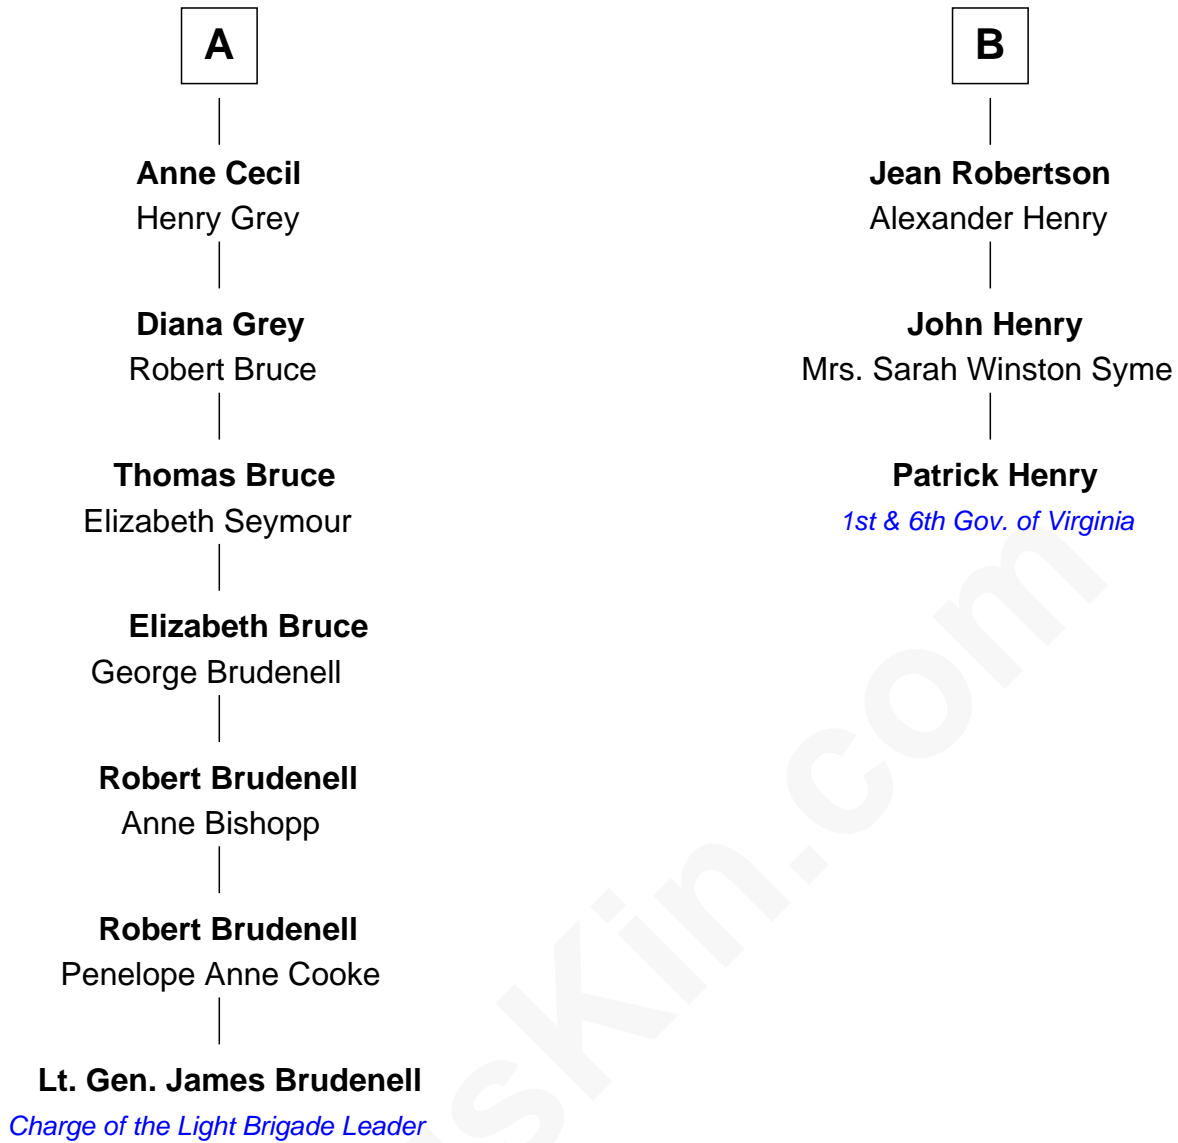 A
Anne Cecil
Henry Grey
Diana Grey
Robert Bruce
Thomas Bruce
Elizabeth Seymour
Elizabeth Bruce
George Brudenell
Robert Brudenell
Anne Bishopp
Robert Brudenell
Penelope Anne Cooke
Lt. Gen. James Brudenell
Charge of the Light Brigade Leader
B
Jean Robertson
Alexander Henry
John Henry
Mrs. Sarah Winston Syme
Patrick Henry
1st & 6th Gov. of Virginia
sKin.com